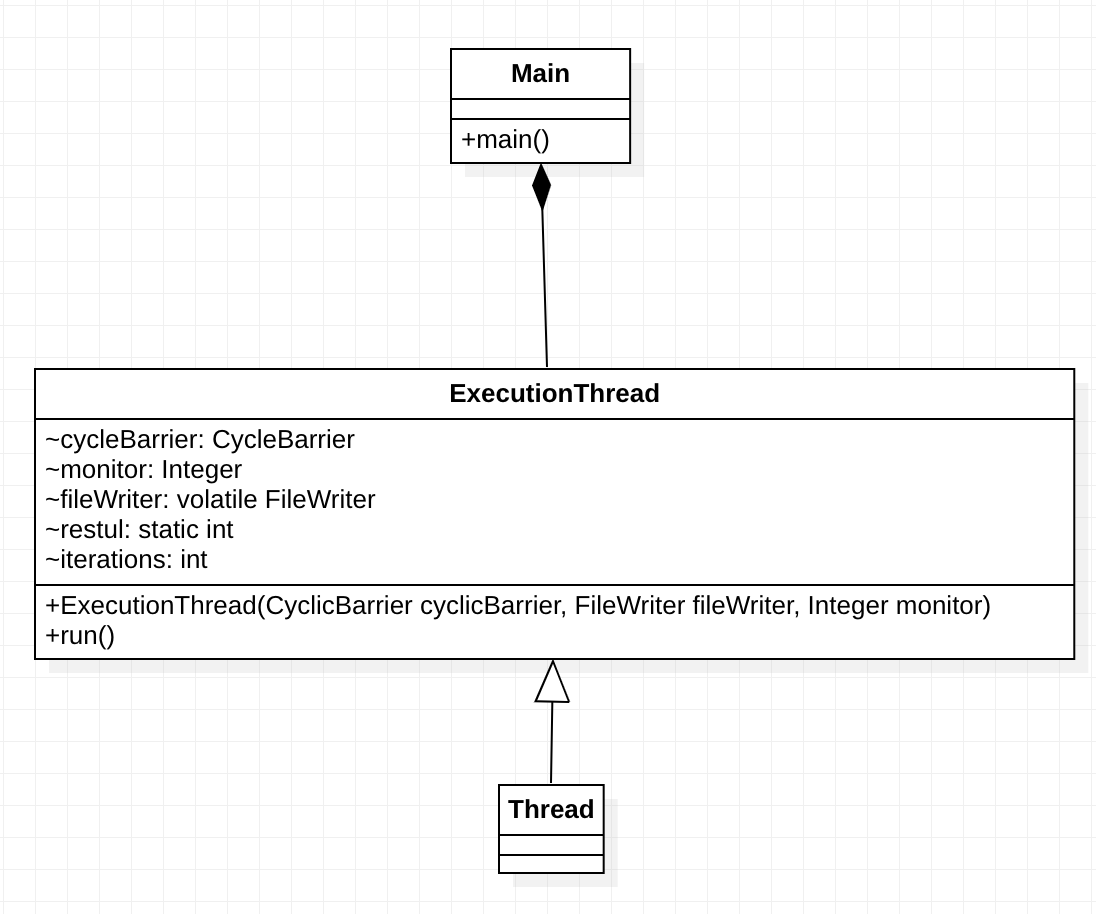 Main
+main()
ExecutionThread
~cycleBarrier: CycleBarrier
~monitor: Integer
~fileWriter: volatile FileWriter
~restul: static int
~iterations: int
+ExecutionThread(CyclicBarrier cyclicBarrier, FileWriter fileWriter, Integer monitor)
+run()
Thread